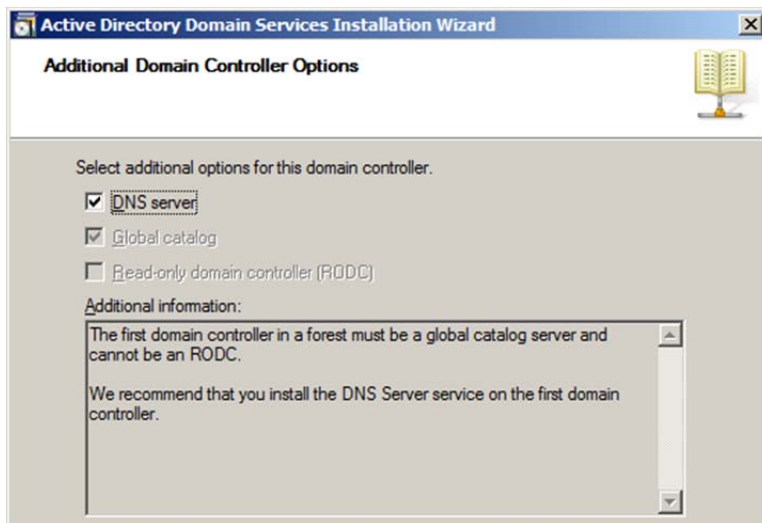 Active Directory Domain Services Installation Wizard
Additional Domain Controller Options
Select additional options for this domain controller.
DNS server
Global catalog
Read-only domain controller (RODC)
Additional information:
The first domain controller in a forest must be a global catalog server and
cannot be an RODC.
We recommend that you install the DNS Server service on the first domain
controller.